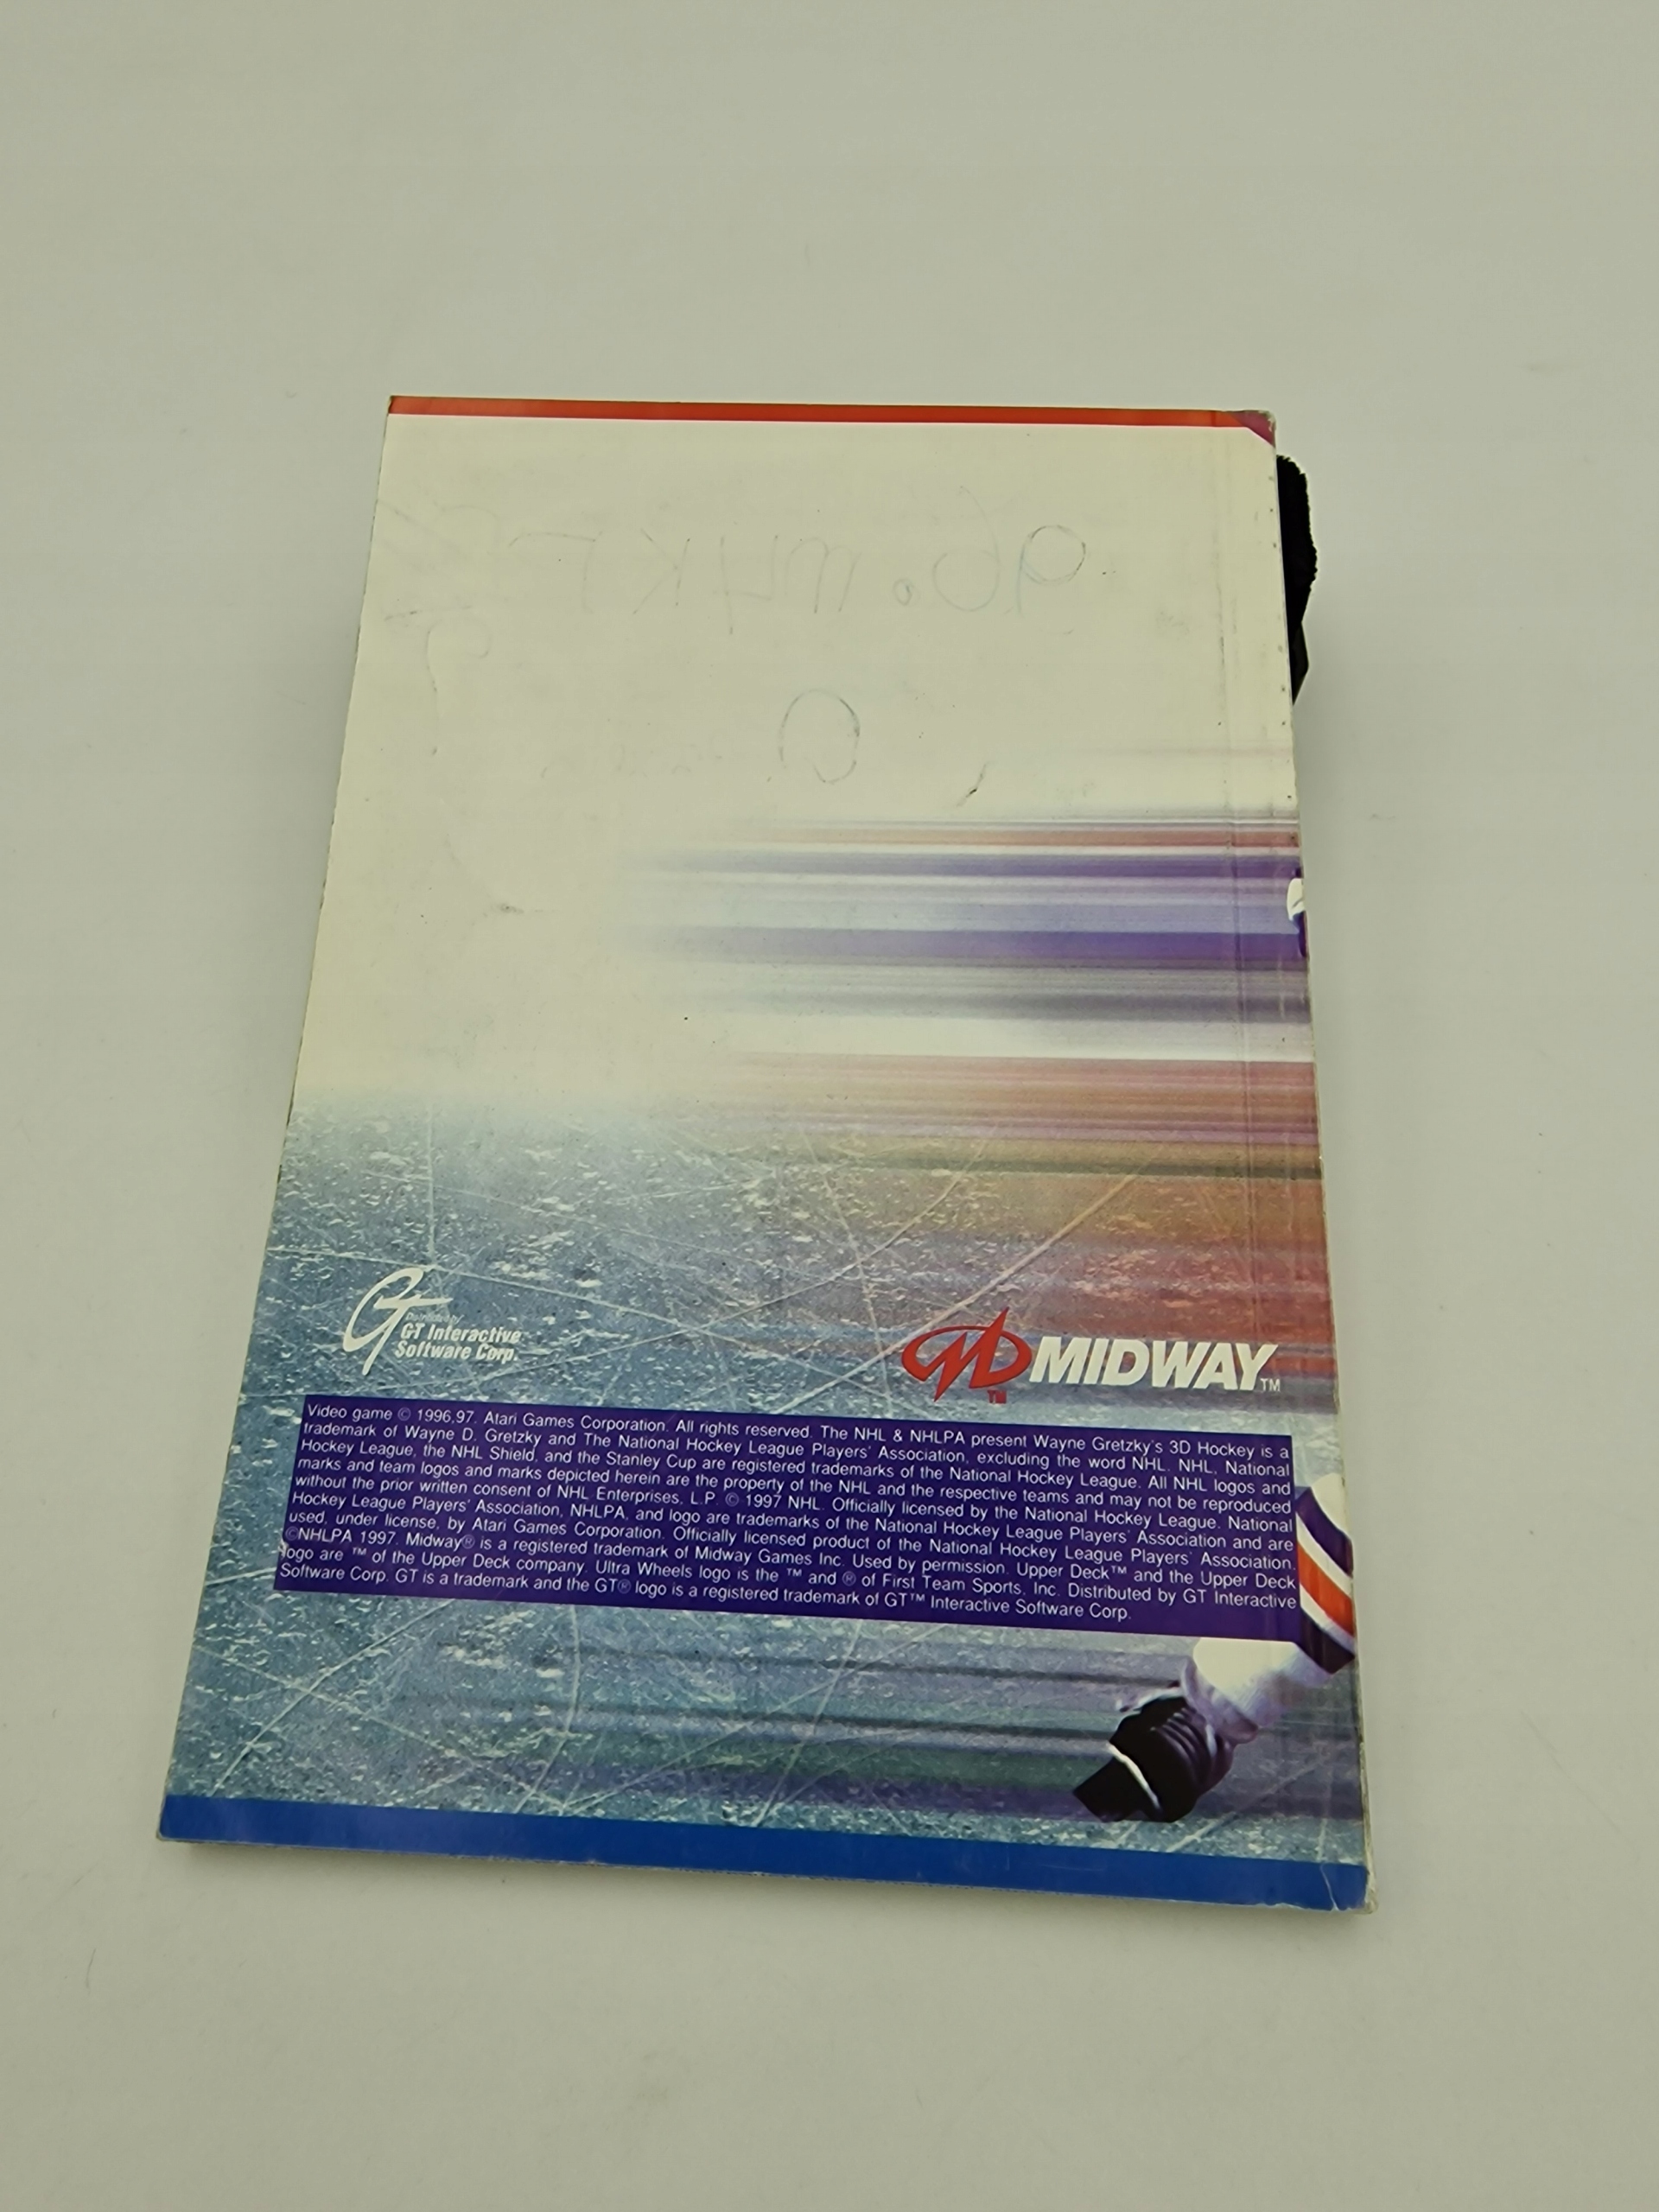 Distributed by
GT Interactive
Software Corp.
MIDWAY™
Video game © 1996,97. Atari Games Corporation. All rights reserved. The NHL & NHLPA present Wayne Gretzky's 3D Hockey is a
trademark of Wayne D. Gretzky and The National Hockey League Players' Association, excluding the word NHL. NHL, National
Hockey League, the NHL Shield, and the Stanley Cup are registered trademarks of the National Hockey League. All NHL logos and
marks and team logos and marks depicted herein are the property of the NHL and the respective teams and may not be reproduced
without the prior written consent of NHL Enterprises, L.P. © 1997 NHL. Officially licensed by the National Hockey League. National
Hockey League Players' Association, NHLPA, and logo are trademarks of the National Hockey League Players' Association and are
used, under license, by Atari Games Corporation. Officially licensed product of the National Hockey League Players' Association.
©NHLPA 1997. Midway® is a registered trademark of Midway Games Inc. Used by permission. Upper Deck™ and the Upper Deck
logo are ™ of the Upper Deck company. Ultra Wheels logo is the ™ and ® of First Team Sports, Inc. Distributed by GT Interactive
Software Corp. GT is a trademark and the GT® logo is a registered trademark of GT™ Interactive Software Corp.